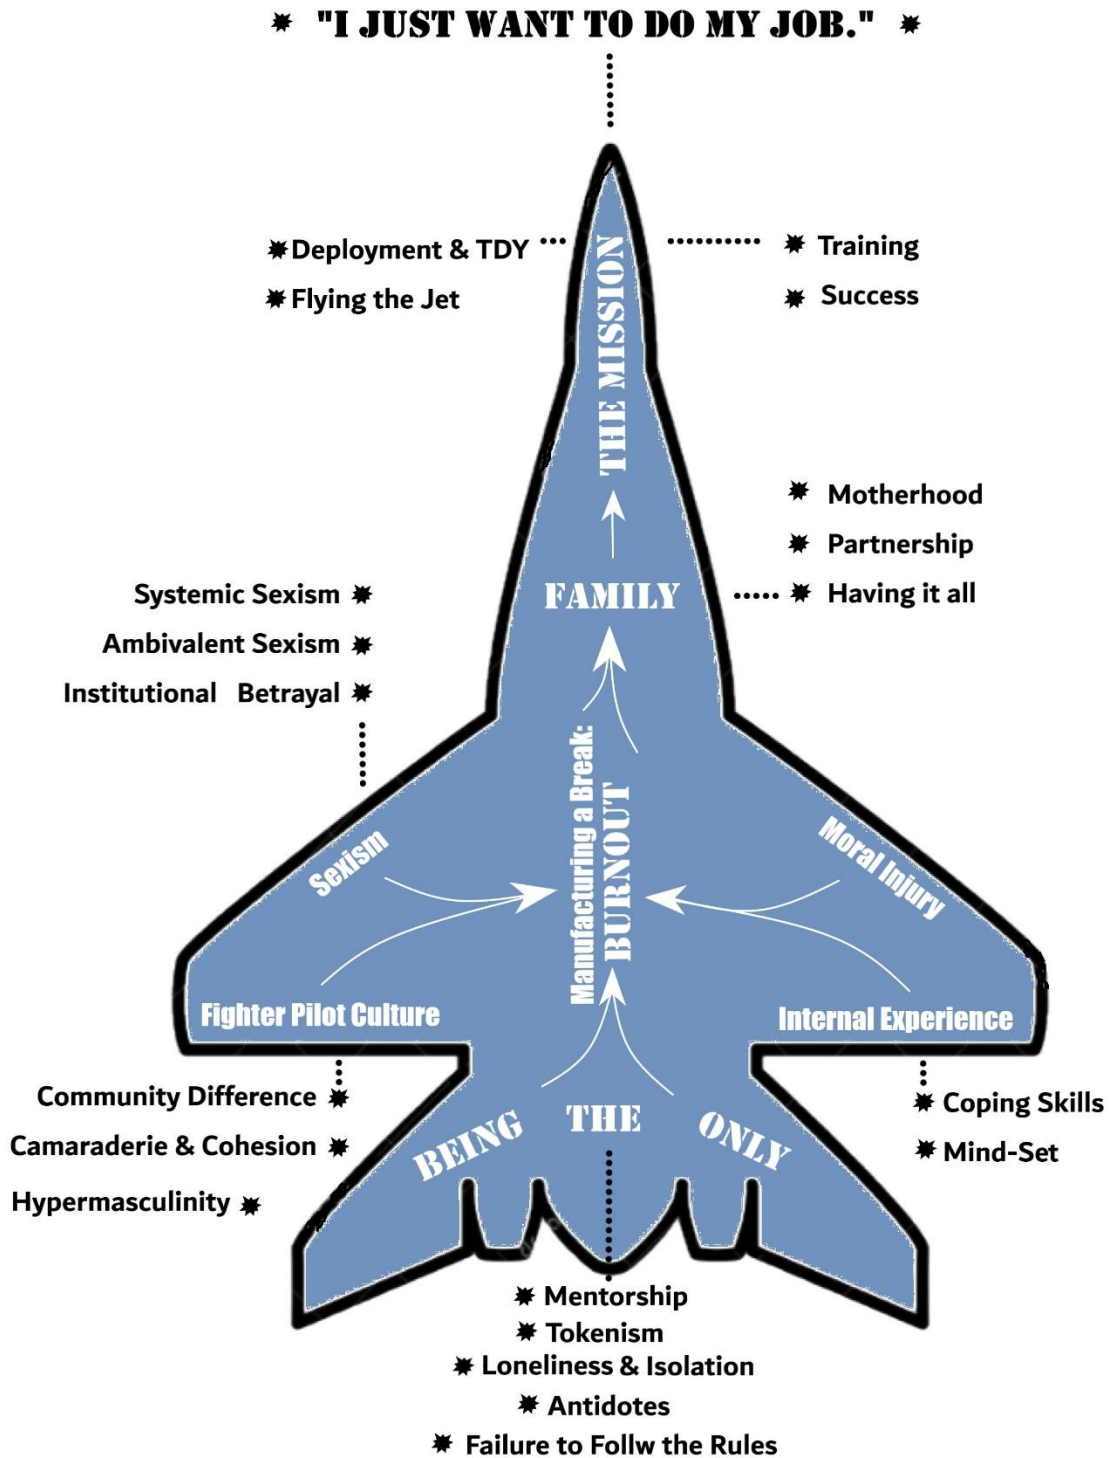 "I JUST WANT TO DO MY JOB."
Deployment & TDY
Flying the Jet
Training
Success
THE MISSION
Motherhood
Partnership
Having it all
FAMILY
Systemic Sexism
Ambivalent Sexism
Institutional Betrayal
Manufacturing a Break:
BURNOUT
Sexism
Moral Injury
Fighter Pilot Culture
Internal Experience
Community Difference
Camaraderie & Cohesion
Hypermasculinity
Coping Skills
Mind-Set
BEING THE ONLY
Mentorship
Tokenism
Loneliness & Isolation
Antidotes
Failure to Follw the Rules